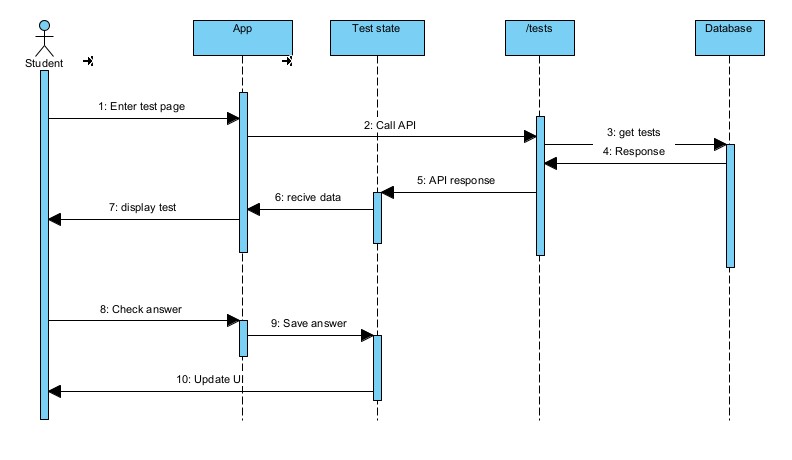 App
Test state
/tests
Database
Student
1: Enter test page
2: Call API
3: get tests
4: Response
5: API response
6: recive data
7: display test
8: Check answer
9: Save answer
10: Update UI